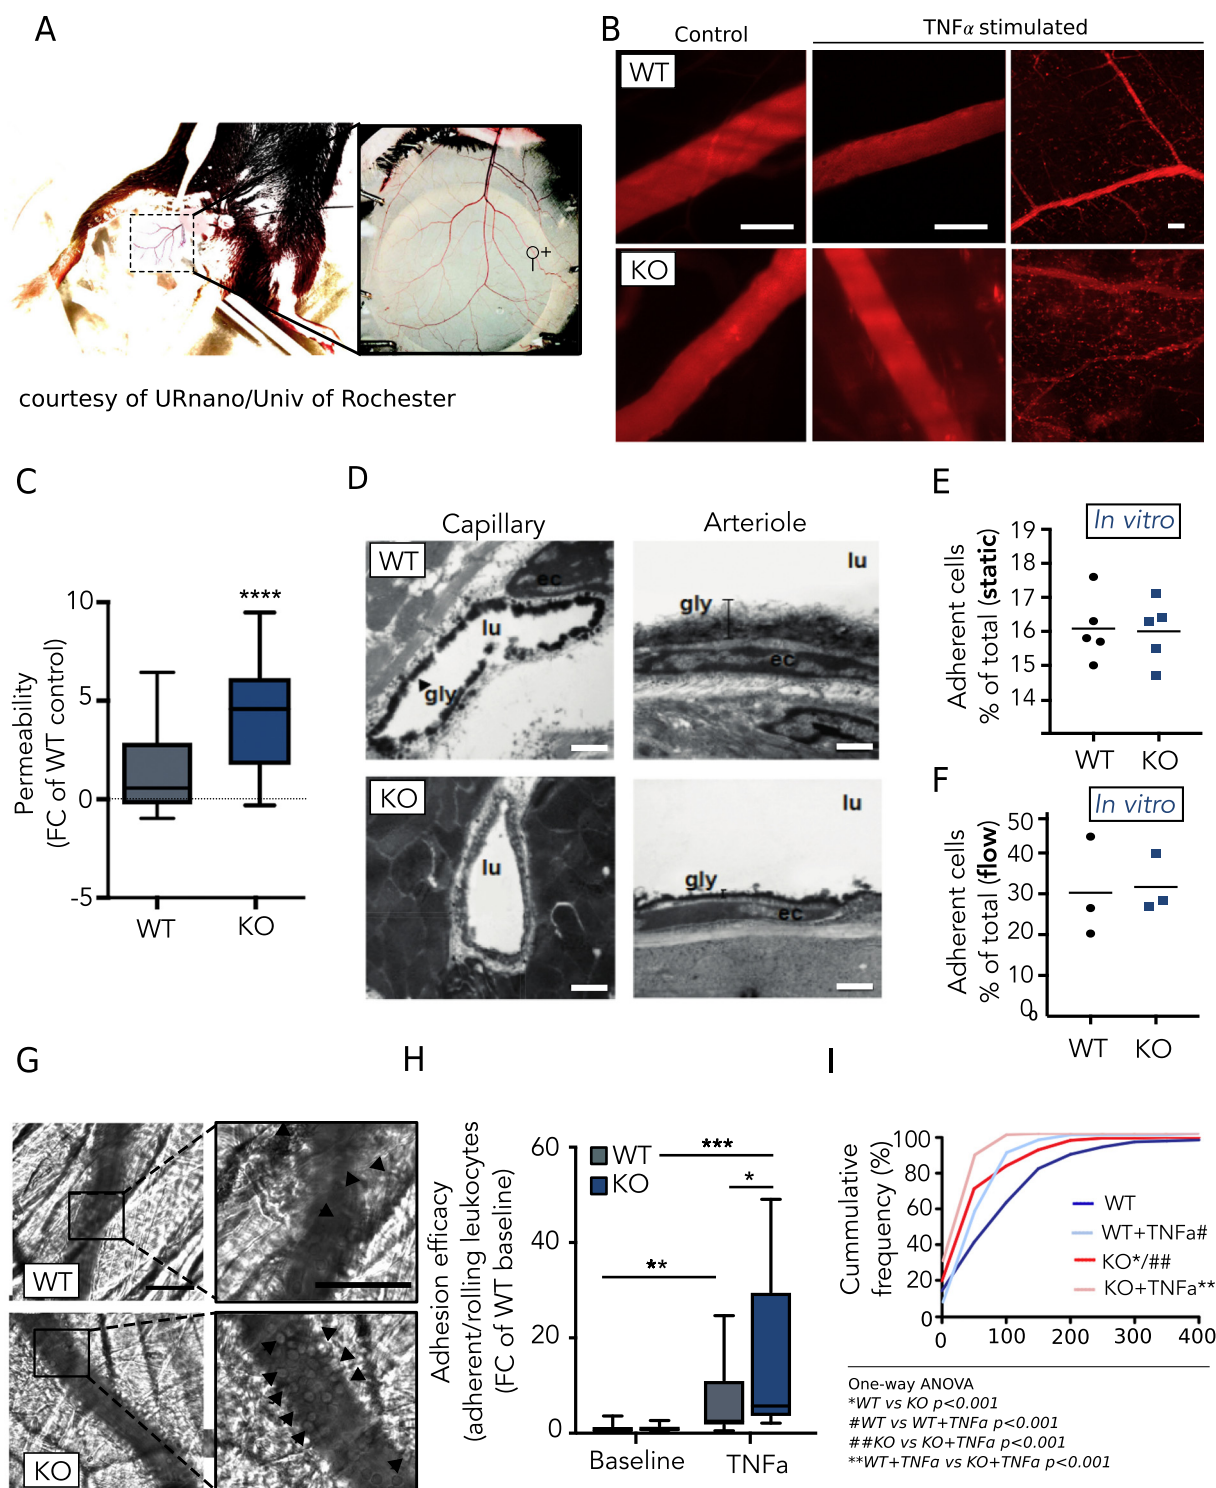 A
courtesy of URnano/Univ of Rochester
B
Control
TNFα stimulated
WT
KO
C
Permeability
(FC of WT control)
10
5
0
-5
****
WT
KO
D
Capillary
Arteriole
WT
ec
lu
gly
lu
gly
ec
KO
lu
lu
gly
ec
E
In vitro
Adherent cells
% of total (static)
19
18
17
16
15
14
WT
KO
F
In vitro
Adherent cells
% of total (flow)
50
40
30
20
10
0
0
WT
KO
G
WT
KO
H
Adhesion efficacy
(adherent/rolling leukocytes
(FC of WT baseline)
60
40
20
0
WT
KO
***
*
**
Baseline
TNFa
I
Cummulative
frequency (%)
100
80
60
40
20
0
WT
WT+TNFa#
KO*/##
KO+TNFa**
0 100 200 300 400
One-way ANOVA
*WT vs KO p<0.001
#WT vs WT+TNFα p<0.001
##KO vs KO+TNFα p<0.001
**WT+TNFα vs KO+TNFα p<0.001